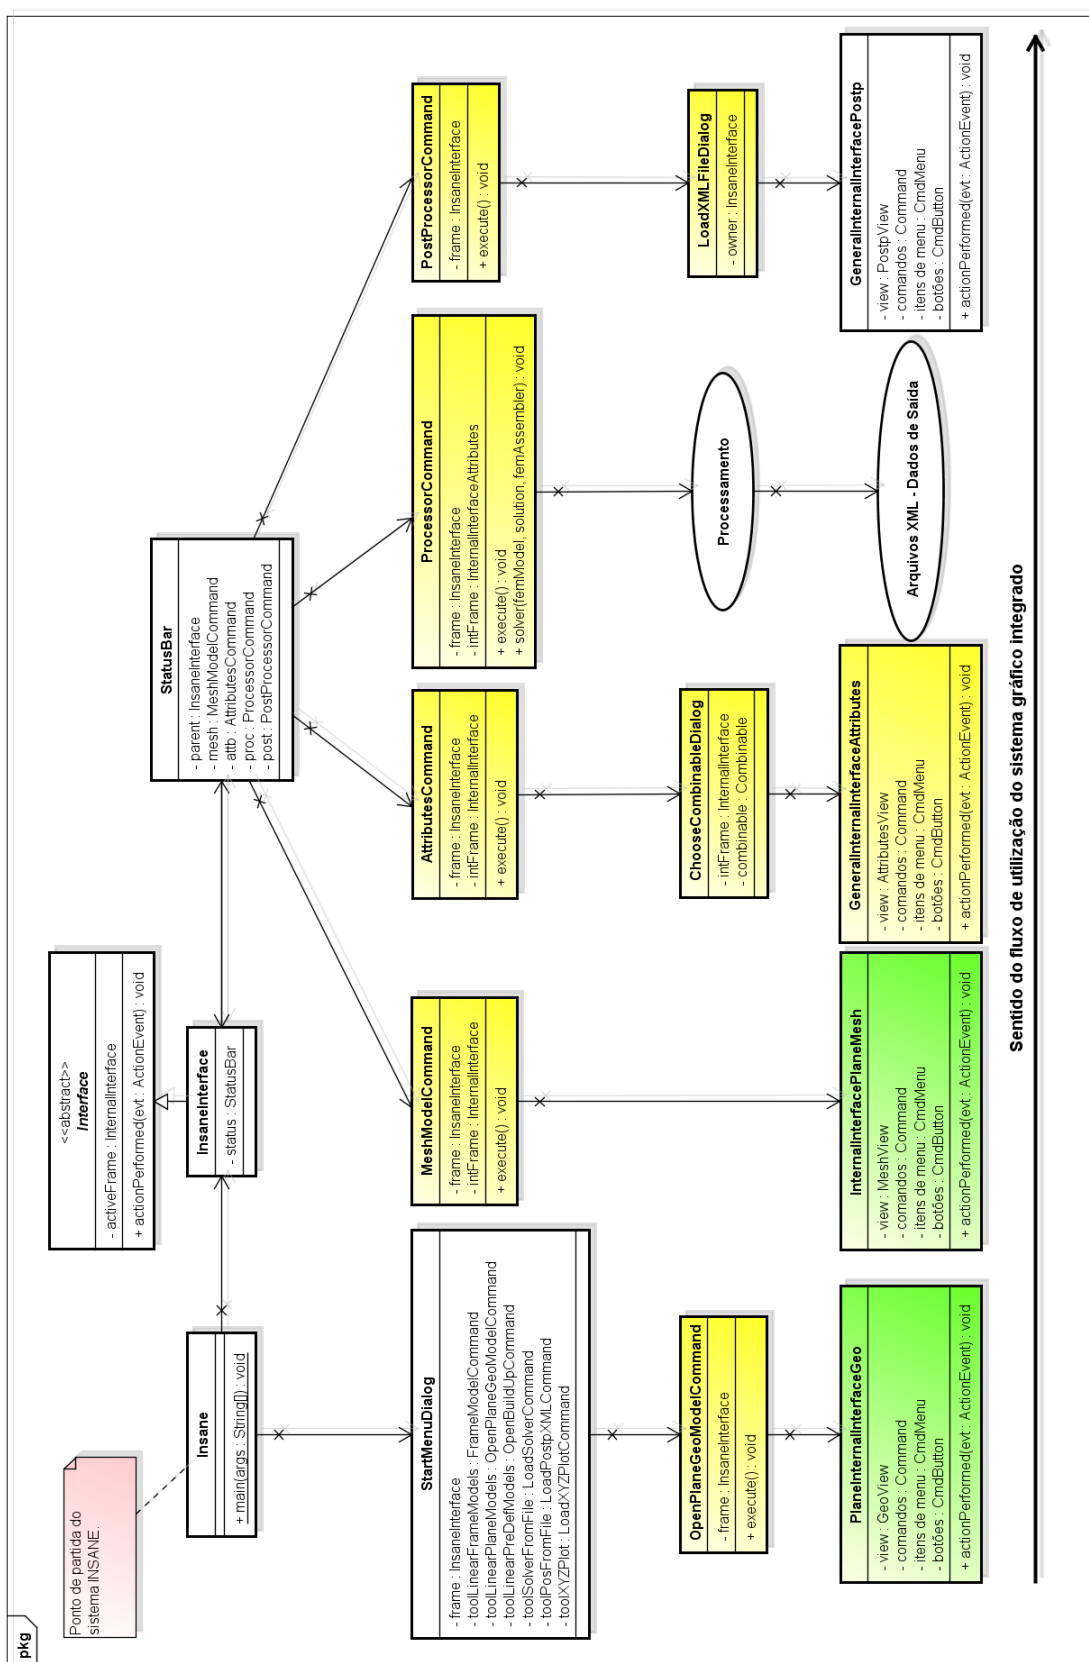 pkg
Ponto de partida do
sistema INSANE.
Insane
+ main(args : String[]) : void
<<abstract>>
Interface
- activeFrame : InternalInterface
+ actionPerformed(evt : ActionEvent) : void
InsaneInterface
- status : StatusBar
StatusBar
- parent : InsaneInterface
- mesh : MeshModelCommand
- attb : AttributesCommand
- proc : ProcessorCommand
- post : PostProcessorCommand
StartMenuDialog
- frame : InsaneInterface
- toolLinearFrameModels : FrameModelCommand
- toolLinearPlaneModels : OpenPlaneGeoModelCommand
- toolLinearPreDefModels : OpenBuildUpCommand
- toolSolverFromFile : LoadSolverCommand
- toolPosFromFile : LoadPostpXMLCommand
- toolXYZPlot : LoadXYZPlotCommand
MeshModelCommand
- frame : InsaneInterface
- intFrame : InternalInterface
+ execute() : void
AttributesCommand
- frame : InsaneInterface
- intFrame : InternalInterface
+ execute() : void
ProcessorCommand
- frame : InsaneInterface
- intFrame : InternalInterfaceAttributes
+ execute() : void
+ solver(femModel, solution, femAssembler) : void
PostProcessorCommand
- frame : InsaneInterface
+ execute() : void
OpenPlaneGeoModelCommand
- frame : InsaneInterface
+ execute() : void
ChooseCombinableDialog
- intFrame : InternalInterface
- combinable : Combinable
Processamento
LoadXMLFileDialog
- owner : InsaneInterface
PlaneInternalInterfaceGeo
- view : GeoView
- comandos : Command
- itens de menu : CmdMenu
- botões : CmdButton
+ actionPerformed(evt : ActionEvent) : void
InternalInterfacePlaneMesh
- view : MeshView
- comandos : Command
- itens de menu : CmdMenu
- botões : CmdButton
+ actionPerformed(evt : ActionEvent) : void
GeneralInternalInterfaceAttributes
- view : AttributesView
- comandos : Command
- itens de menu : CmdMenu
- botões : CmdButton
+ actionPerformed(evt : ActionEvent) : void
Arquivos XML - Dados de Saída
GeneralInternalInterfacePostp
- view : PostpView
- comandos : Command
- itens de menu : CmdMenu
- botões : CmdButton
+ actionPerformed(evt : ActionEvent) : void
Sentido do fluxo de utilização do sistema gráfico integrado